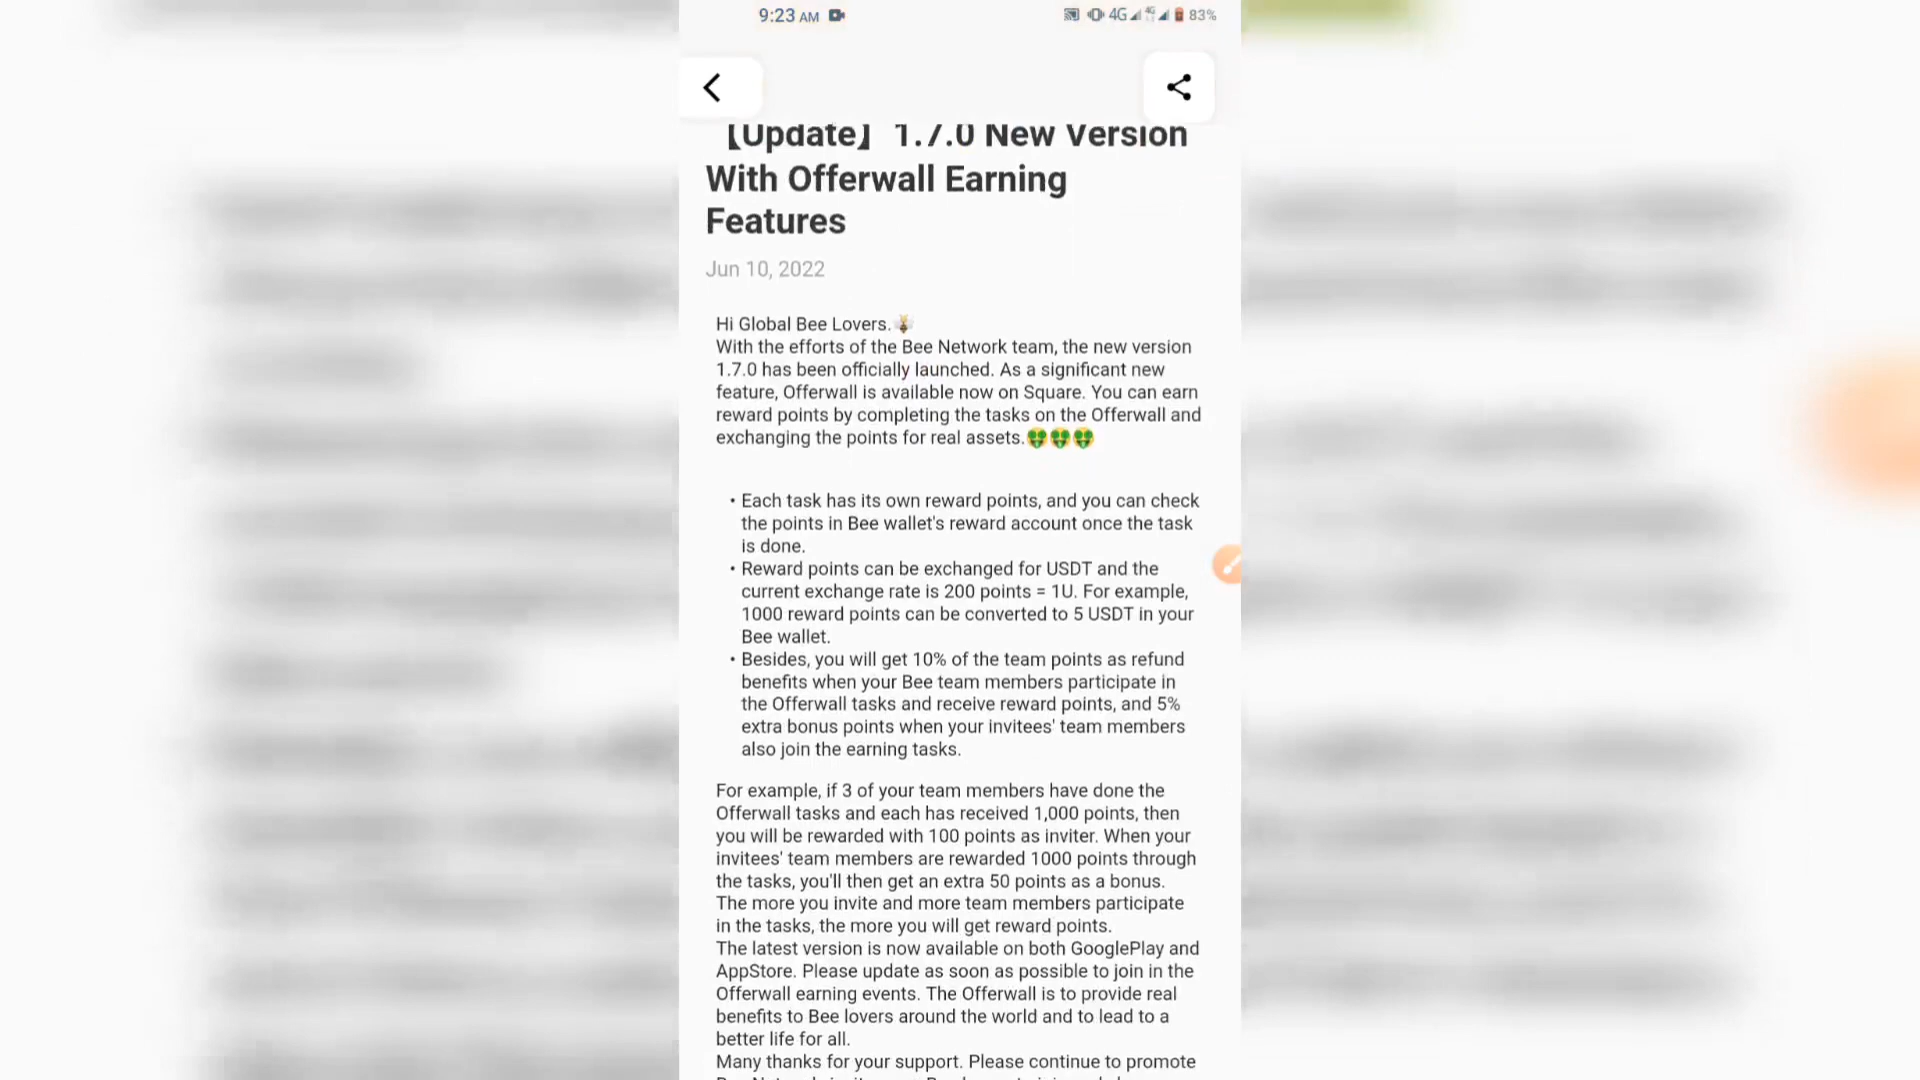 9:23 AM
4G 4G 83%
【Update】 1.7.0 New Version
With Offerwall Earning
Features
Jun 10, 2022
Hi Global Bee Lovers.🐝
With the efforts of the Bee Network team, the new version
1.7.0 has been officially launched. As a significant new
feature, Offerwall is available now on Square. You can earn
reward points by completing the tasks on the Offerwall and
exchanging the points for real assets.🤑🤑🤑
• Each task has its own reward points, and you can check
the points in Bee wallet's reward account once the task
is done.
• Reward points can be exchanged for USDT and the
current exchange rate is 200 points = 1U. For example,
1000 reward points can be converted to 5 USDT in your
Bee wallet.
• Besides, you will get 10% of the team points as refund
benefits when your Bee team members participate in
the Offerwall tasks and receive reward points, and 5%
extra bonus points when your invitees' team members
also join the earning tasks.
For example, if 3 of your team members have done the
Offerwall tasks and each has received 1,000 points, then
you will be rewarded with 100 points as inviter. When your
invitees' team members are rewarded 1000 points through
the tasks, you'll then get an extra 50 points as a bonus.
The more you invite and more team members participate
in the tasks, the more you will get reward points.
The latest version is now available on both GooglePlay and
AppStore. Please update as soon as possible to join in the
Offerwall earning events. The Offerwall is to provide real
benefits to Bee lovers around the world and to lead to a
better life for all.
Many thanks for your support. Please continue to promote